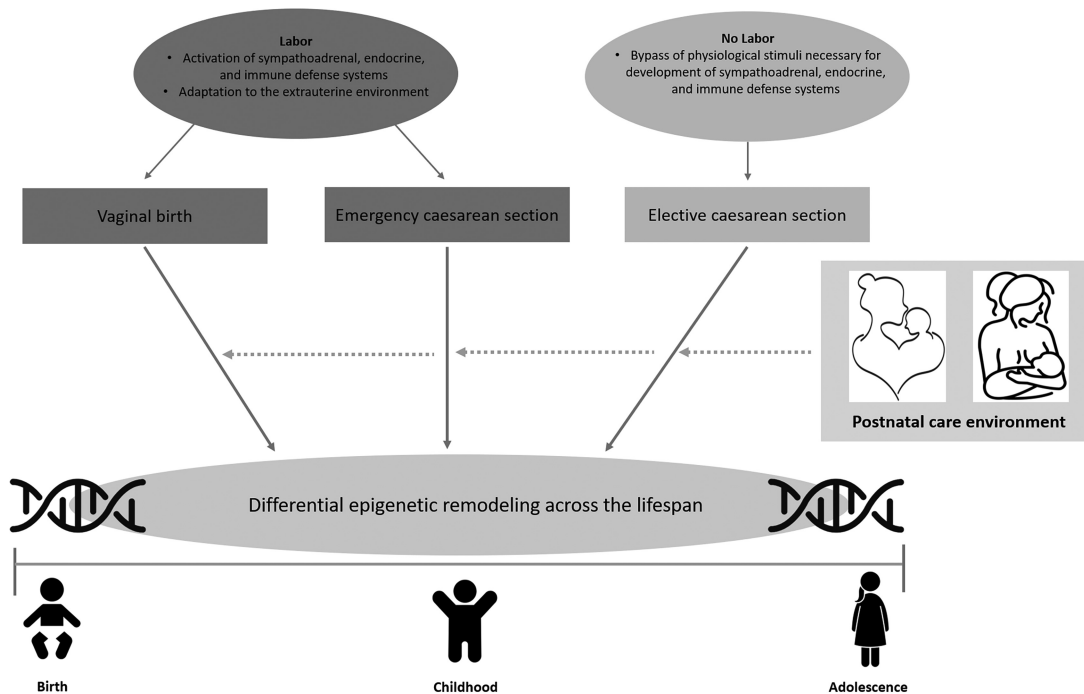 Labor
• Activation of sympathoadrenal, endocrine,
and immune defense systems
• Adaptation to the extrauterine environment
No Labor
• Bypass of physiological stimuli necessary for
development of sympathoadrenal, endocrine,
and immune defense systems
Vaginal birth
Emergency caesarean section
Elective caesarean section
Postnatal care environment
Differential epigenetic remodeling across the lifespan
Birth
Childhood
Adolescence